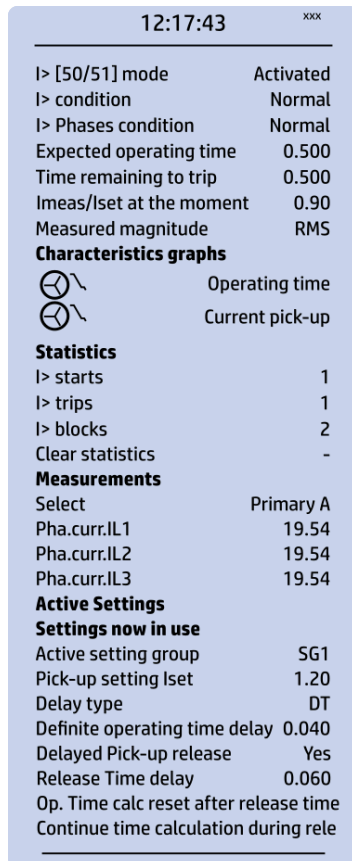 12:17:43 xxx
I> [50/51] mode Activated
I> condition Normal
I> Phases condition Normal
Expected operating time 0.500
Time remaining to trip 0.500
Imeas/Iset at the moment 0.90
Measured magnitude RMS
Characteristics graphs
Operating time
Current pick-up
Statistics
I> starts 1
I> trips 1
I> blocks 2
Clear statistics -
Measurements
Select Primary A
Pha.curr.IL1 19.54
Pha.curr.IL2 19.54
Pha.curr.IL3 19.54
Active Settings
Settings now in use
Active setting group SG1
Pick-up setting Iset 1.20
Delay type DT
Definite operating time delay 0.040
Delayed Pick-up release Yes
Release Time delay 0.060
Op. Time calc reset after release time
Continue time calculation during rele